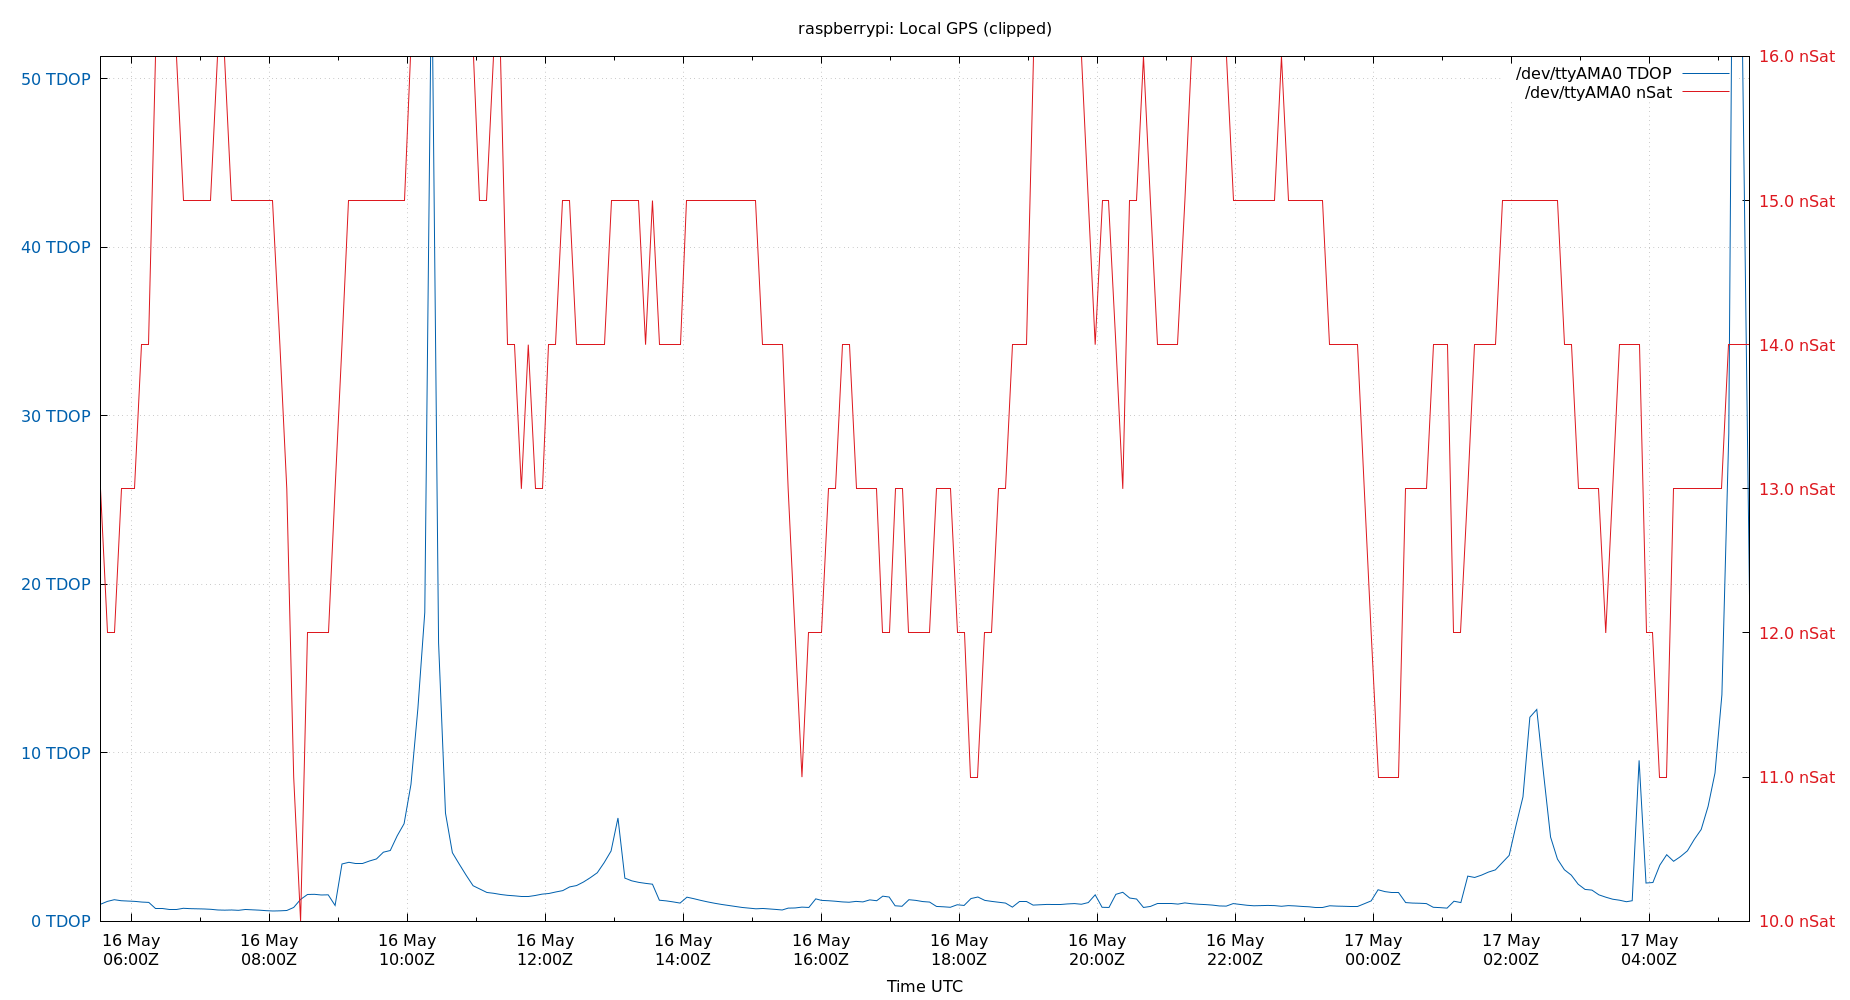 raspberrypi: Local GPS (clipped)
/dev/ttyAMA0 TDOP
/dev/ttyAMA0 nSat
50 TDOP
40 TDOP
30 TDOP
20 TDOP
10 TDOP
0 TDOP
16.0 nSat
15.0 nSat
14.0 nSat
13.0 nSat
12.0 nSat
11.0 nSat
10.0 nSat
16 May 06:00Z
16 May 08:00Z
16 May 10:00Z
16 May 12:00Z
16 May 14:00Z
16 May 16:00Z
16 May 18:00Z
16 May 20:00Z
16 May 22:00Z
17 May 00:00Z
17 May 02:00Z
17 May 04:00Z
Time UTC